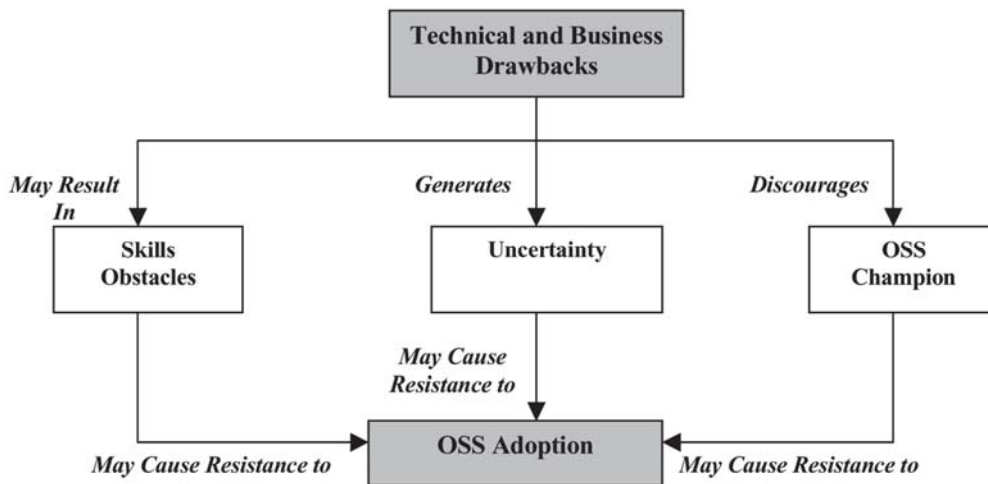 Technical and Business
Drawbacks
May Result
In
Generates
Discourages
Skills
Obstacles
Uncertainty
OSS
Champion
May Cause
Resistance to
OSS Adoption
May Cause Resistance to
May Cause Resistance to